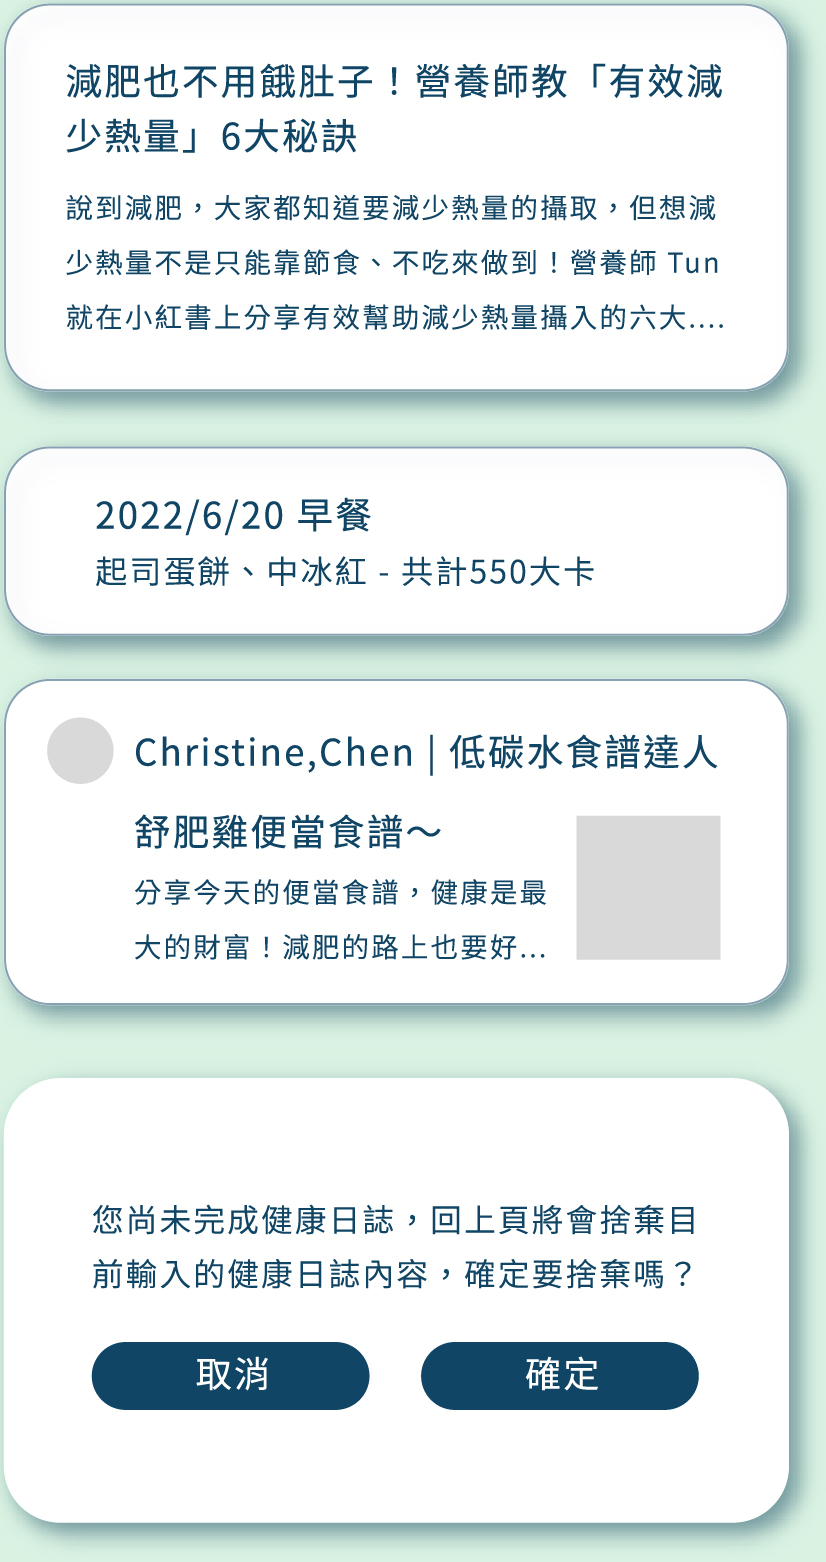 減肥也不用餓肚子！營養師教「有效減
少熱量」6大秘訣
說到減肥，大家都知道要減少熱量的攝取，但想減
少熱量不是只能靠節食、不吃來做到！營養師 Tun
就在小紅書上分享有效幫助減少熱量攝入的六大....
2022/6/20 早餐
起司蛋餅、中冰紅 - 共計550大卡
Christine,Chen | 低碳水食譜達人
舒肥雞便當食譜～
分享今天的便當食譜，健康是最
大的財富！減肥的路上也要好...
您尚未完成健康日誌，回上頁將會捨棄目
前輸入的健康日誌內容，確定要捨棄嗎？
取消 確定